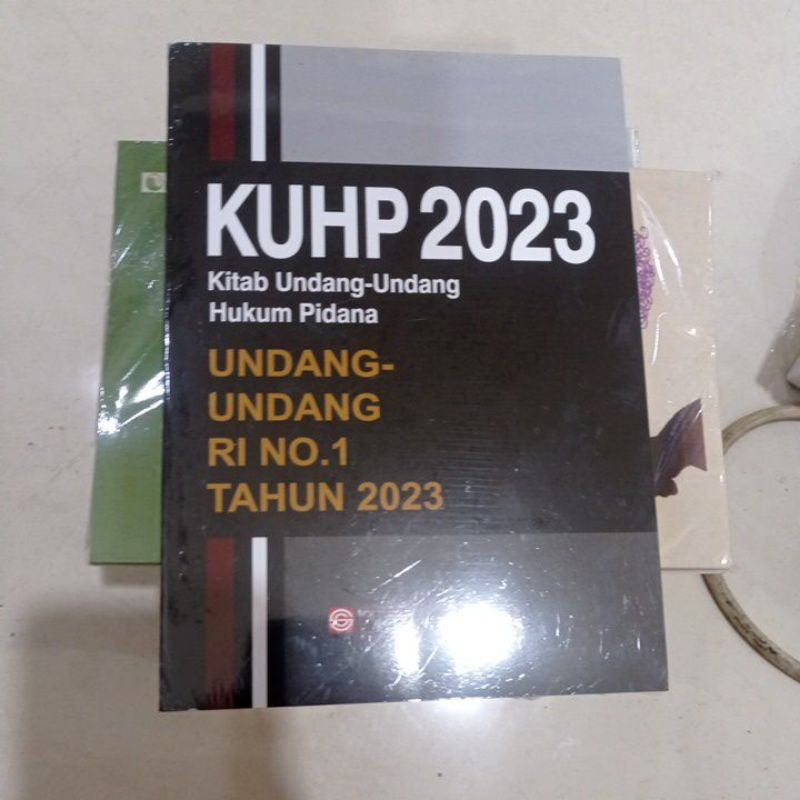 KUHP 2023
Kitab Undang-Undang
Hukum Pidana
UNDANG-
UNDANG
RI NO.1
TAHUN 2023